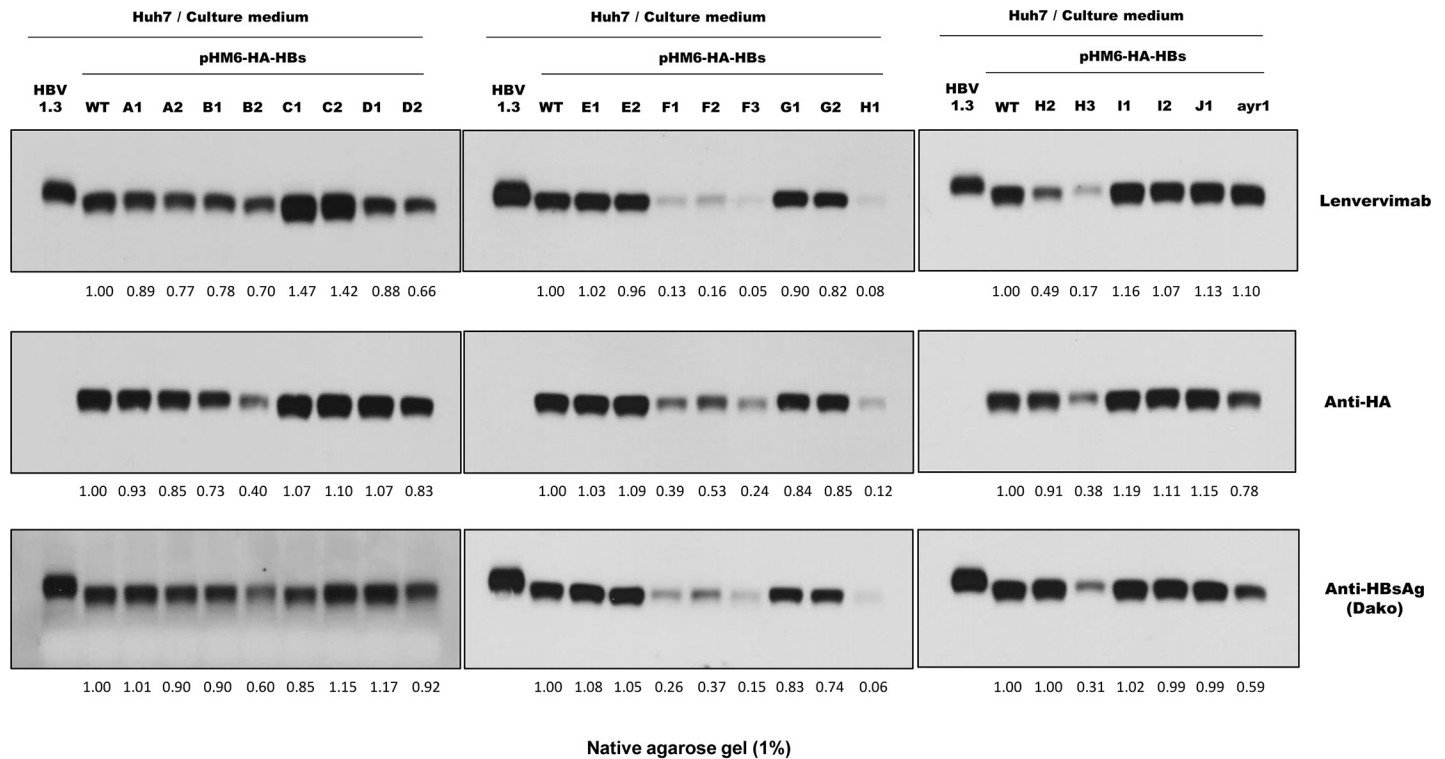 Huh7 / Culture medium
pHM6-HA-HBs
HBV
1.3 WT A1 A2 B1 B2 C1 C2 D1 D2
Huh7 / Culture medium
pHM6-HA-HBs
HBV
1.3 WT E1 E2 F1 F2 F3 G1 G2 H1
Huh7 / Culture medium
pHM6-HA-HBs
HBV
1.3 WT H2 H3 I1 I2 J1 ayr1
Lenvervimab
1.00 0.89 0.77 0.78 0.70 1.47 1.42 0.88 0.66
1.00 1.02 0.96 0.13 0.16 0.05 0.90 0.82 0.08
1.00 0.49 0.17 1.16 1.07 1.13 1.10
Anti-HA
1.00 0.93 0.85 0.73 0.40 1.07 1.10 1.07 0.83
1.00 1.03 1.09 0.39 0.53 0.24 0.84 0.85 0.12
1.00 0.91 0.38 1.19 1.11 1.15 0.78
Anti-HBsAg
(Dako)
1.00 1.01 0.90 0.90 0.60 0.85 1.15 1.17 0.92
1.00 1.08 1.05 0.26 0.37 0.15 0.83 0.74 0.06
1.00 1.00 0.31 1.02 0.99 0.99 0.59
Native agarose gel (1%)